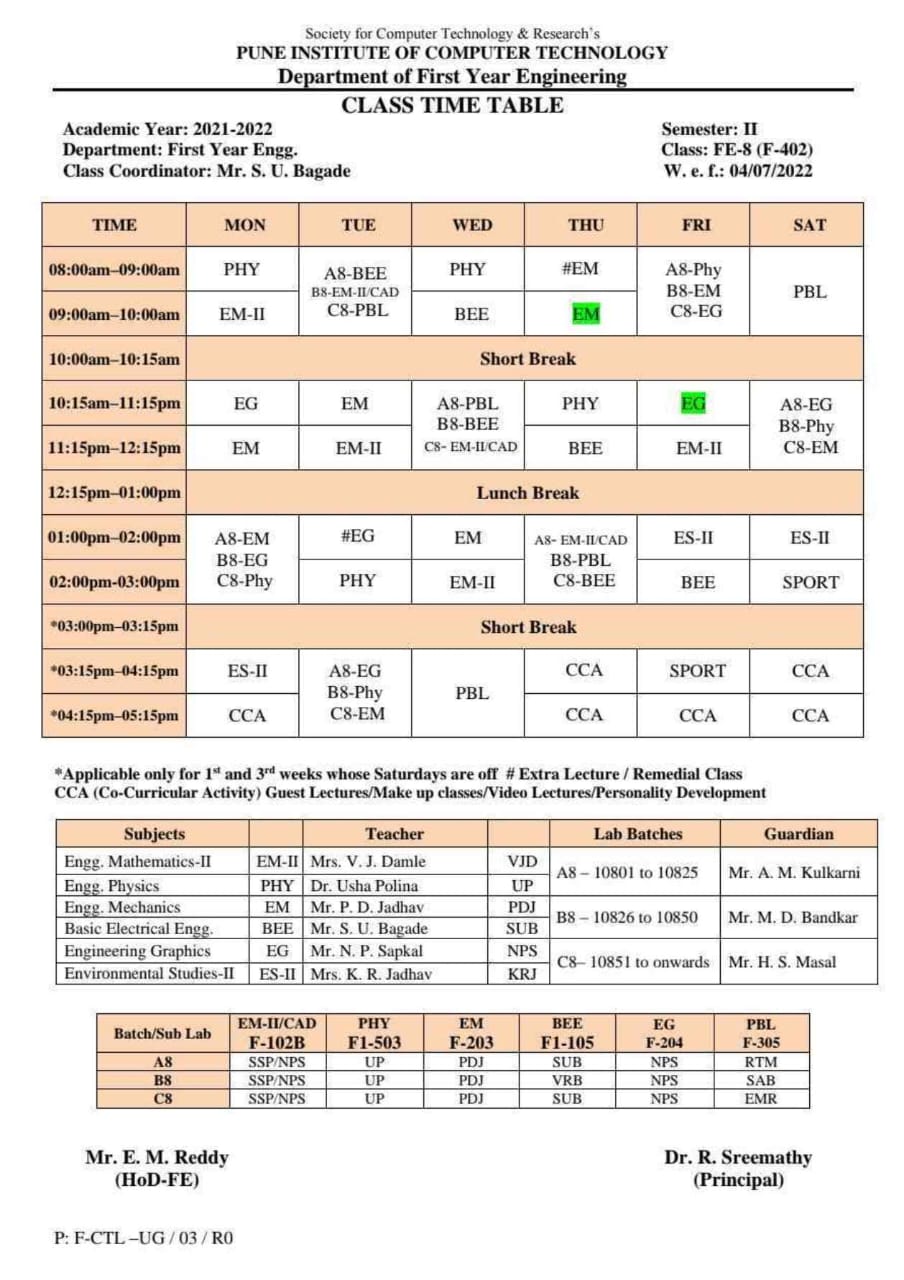 Society for Computer Technology & Research's
PUNE INSTITUTE OF COMPUTER TECHNOLOGY
Department of First Year Engineering
CLASS TIME TABLE
Academic Year: 2021-2022 Semester: II
Department: First Year Engg. Class: FE-8 (F-402)
Class Coordinator: Mr. S. U. Bagade W. e. f.: 04/07/2022
TIME MON TUE WED THU FRI SAT
08:00am–09:00am PHY A8-BEE B8-EM-II/CAD C8-PBL PHY #EM A8-Phy B8-EM C8-EG PBL
09:00am–10:00am EM-II BEE EM
10:00am–10:15am Short Break
10:15am–11:15pm EG EM A8-PBL B8-BEE C8- EM-II/CAD PHY EG A8-EG B8-Phy C8-EM
11:15pm–12:15pm EM EM-II BEE EM-II
12:15pm–01:00pm Lunch Break
01:00pm–02:00pm A8-EM B8-EG C8-Phy #EG EM A8- EM-II/CAD B8-PBL C8-BEE ES-II ES-II
02:00pm-03:00pm PHY EM-II BEE SPORT
*03:00pm–03:15pm Short Break
*03:15pm–04:15pm ES-II A8-EG B8-Phy C8-EM PBL CCA SPORT CCA
*04:15pm–05:15pm CCA CCA CCA CCA
*Applicable only for 1st and 3rd weeks whose Saturdays are off # Extra Lecture / Remedial Class
CCA (Co-Curricular Activity) Guest Lectures/Make up classes/Video Lectures/Personality Development
Subjects Teacher Lab Batches Guardian
Engg. Mathematics-II EM-II Mrs. V. J. Damle VJD A8 – 10801 to 10825 Mr. A. M. Kulkarni
Engg. Physics PHY Dr. Usha Polina UP
Engg. Mechanics EM Mr. P. D. Jadhav PDJ B8 – 10826 to 10850 Mr. M. D. Bandkar
Basic Electrical Engg. BEE Mr. S. U. Bagade SUB
Engineering Graphics EG Mr. N. P. Sapkal NPS C8– 10851 to onwards Mr. H. S. Masal
Environmental Studies-II ES-II Mrs. K. R. Jadhav KRJ
Batch/Sub Lab EM-II/CAD F-102B PHY F1-503 EM F-203 BEE F1-105 EG F-204 PBL F-305
A8 SSP/NPS UP PDJ SUB NPS RTM
B8 SSP/NPS UP PDJ VRB NPS SAB
C8 SSP/NPS UP PDJ SUB NPS EMR
Mr. E. M. Reddy Dr. R. Sreemathy
(HoD-FE) (Principal)
P: F-CTL –UG / 03 / R0